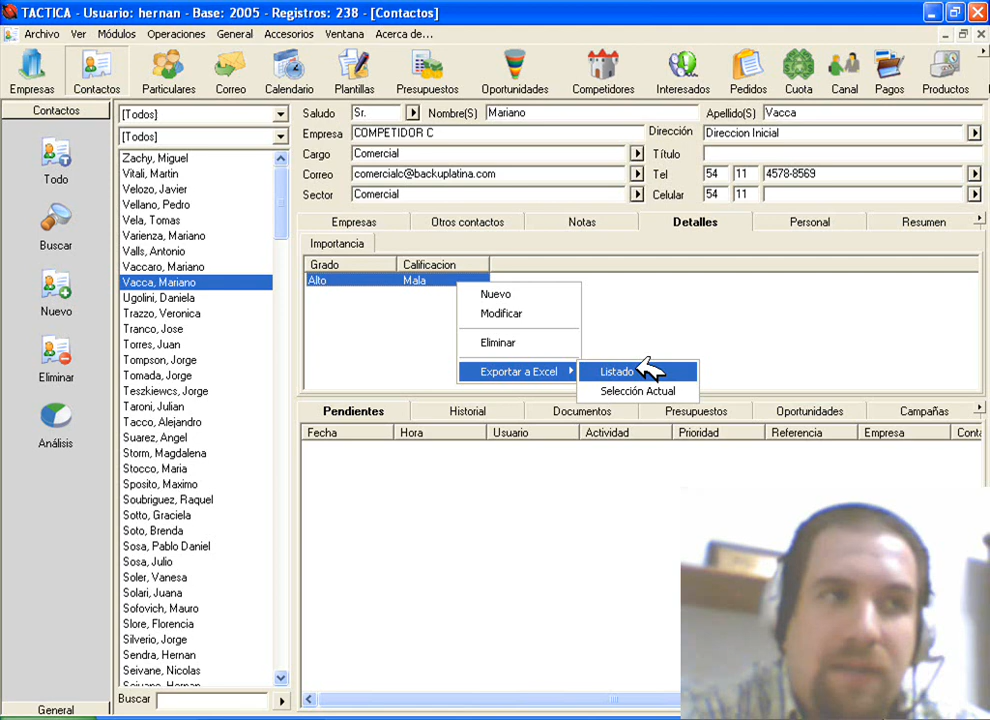 TACTICA - Usuario: hernan - Base: 2005 - Registros: 238 - [Contactos]
Archivo Ver Módulos Operaciones General Accesorios Ventana Acerca de...
Empresas Contactos Particulares Correo Calendario Plantillas Presupuestos Oportunidades Competidores Interesados Pedidos Cuota Canal Pagos Productos
Contactos
Todo
Buscar
Nuevo
Eliminar
Análisis
General
[Todos]
[Todos]
Zachy, Miguel
Vitali, Martin
Velozo, Javier
Vellano, Pedro
Vela, Tomas
Varienza, Mariano
Valls, Antonio
Vaccaro, Mariano
Vacca, Mariano
Ugolini, Daniela
Trazzo, Veronica
Tranco, Jose
Torres, Juan
Tompson, Jorge
Tomada, Jorge
Teszkiewcs, Jorge
Taroni, Julian
Tacco, Alejandro
Suarez, Angel
Storm, Magdalena
Stocco, Maria
Sposito, Maximo
Soubriguez, Raquel
Sotto, Graciela
Soto, Brenda
Sosa, Pablo Daniel
Sosa, Julio
Soler, Vanesa
Solari, Juana
Sofovich, Mauro
Slore, Florencia
Silverio, Jorge
Sendra, Hernan
Seivane, Nicolas
Buscar
Saludo Sr. Nombre(S) Mariano Apellido(S) Vacca
Empresa COMPETIDOR C Dirección Direccion Inicial
Cargo Comercial Título
Correo comercialc@backuplatina.com Tel 54 11 4578-8569
Sector Comercial Celular 54 11
Empresas Otros contactos Notas Detalles Personal Resumen
Importancia
Grado Calificacion
Alto Mala
Nuevo
Modificar
Eliminar
Exportar a Excel
Listado
Selección Actual
Pendientes Historial Documentos Presupuestos Oportunidades Campañas
Fecha Hora Usuario Actividad Prioridad Referencia Empresa